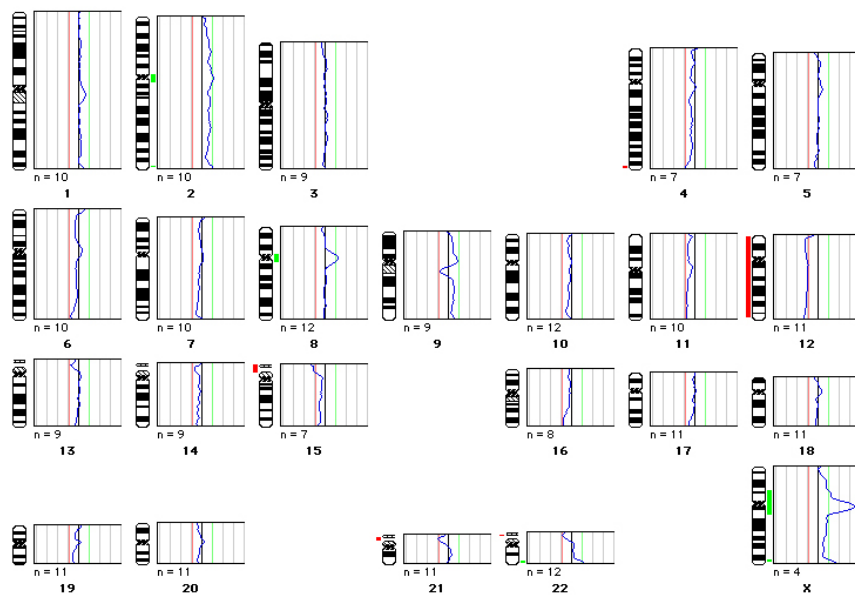 n = 10
n = 10
n = 9
n = 7
n = 7
1
2
3
4
5
n = 10
n = 10
n = 12
n = 9
n = 12
n = 10
n = 11
6
7
8
9
10
11
12
n = 9
n = 9
n = 7
n = 8
n = 11
n = 11
13
14
15
16
17
18
n = 11
n = 11
n = 11
n = 12
n = 4
19
20
21
22
X